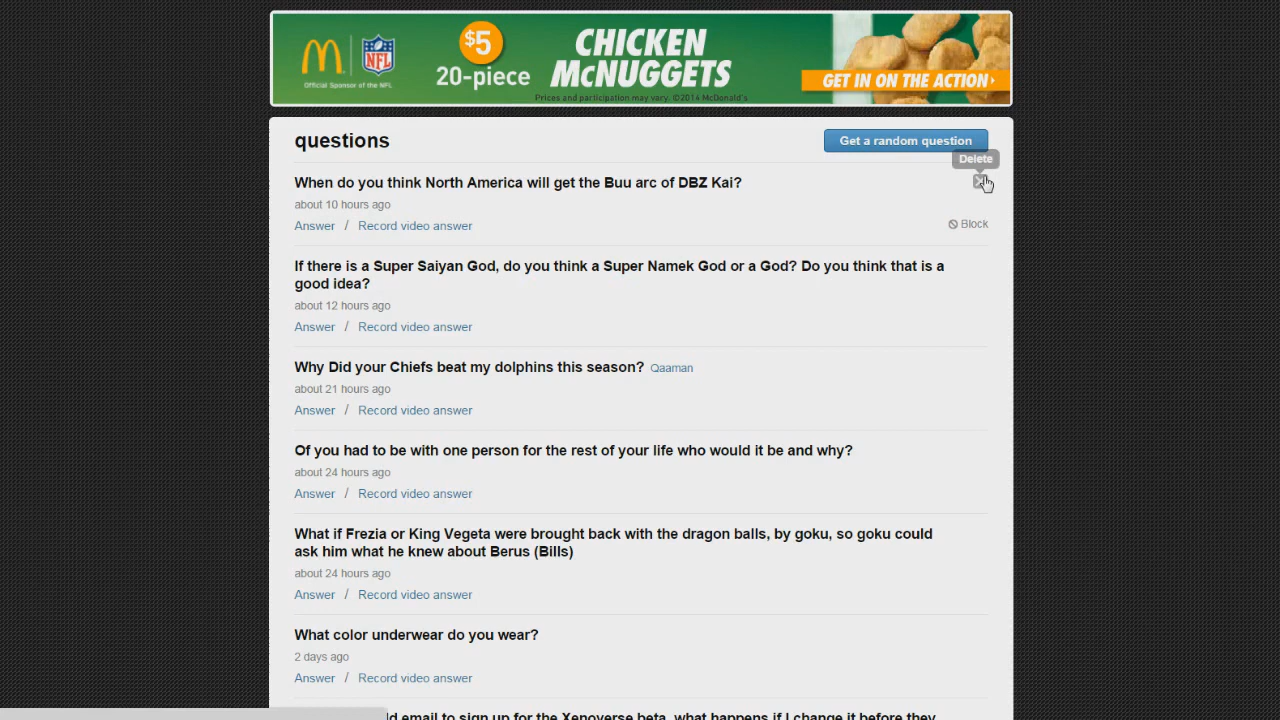 NFL
Official Sponsor of the NFL
$5
20-piece
CHICKEN
McNUGGETS
GET IN ON THE ACTION
Prices and participation may vary. ©2014 McDonald's
questions
Get a random question
Delete
When do you think North America will get the Buu arc of DBZ Kai?
about 10 hours ago
Answer / Record video answer
Block
If there is a Super Saiyan God, do you think a Super Namek God or a God? Do you think that is a
good idea?
about 12 hours ago
Answer / Record video answer
Why Did your Chiefs beat my dolphins this season? Qaaman
about 21 hours ago
Answer / Record video answer
Of you had to be with one person for the rest of your life who would it be and why?
about 24 hours ago
Answer / Record video answer
What if Frezia or King Vegeta were brought back with the dragon balls, by goku, so goku could
ask him what he knew about Berus (Bills)
about 24 hours ago
Answer / Record video answer
What color underwear do you wear?
2 days ago
Answer / Record video answer
email to sign up for the Xenoverse beta, what happens if I change it before they